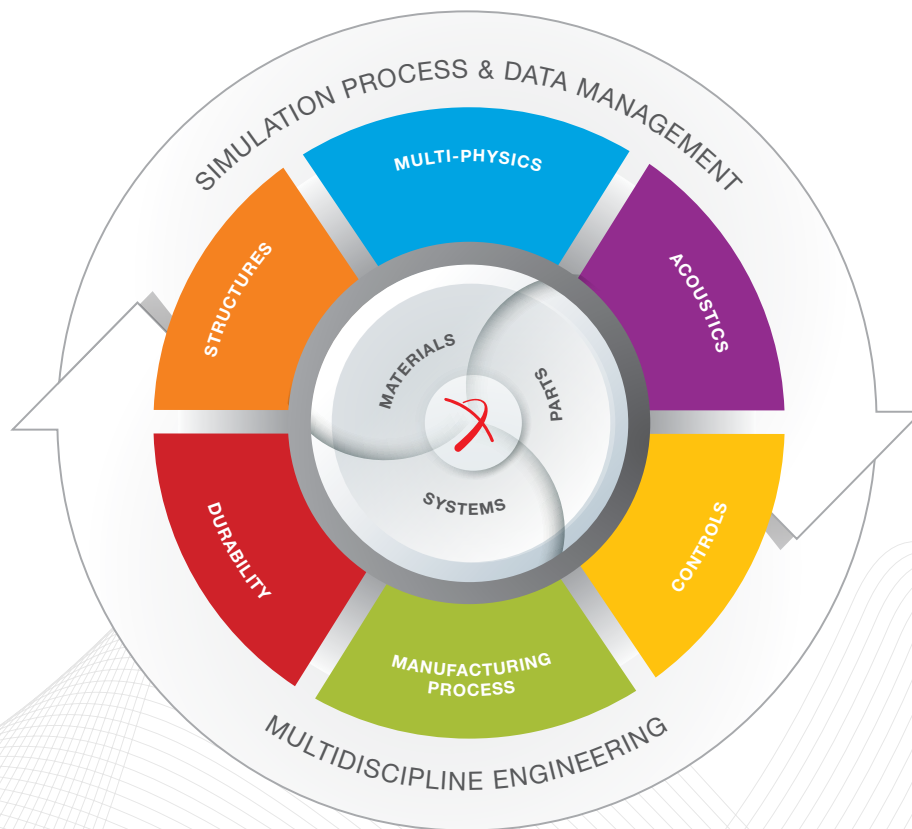 SIMULATION PROCESS & DATA MANAGEMENT
MULTI-PHYSICS
STRUCTURES
ACOUSTICS
MATERIALS
PARTS
SYSTEMS
DURABILITY
CONTROLS
MANUFACTURING
PROCESS
MULTIDISCIPLINE ENGINEERING